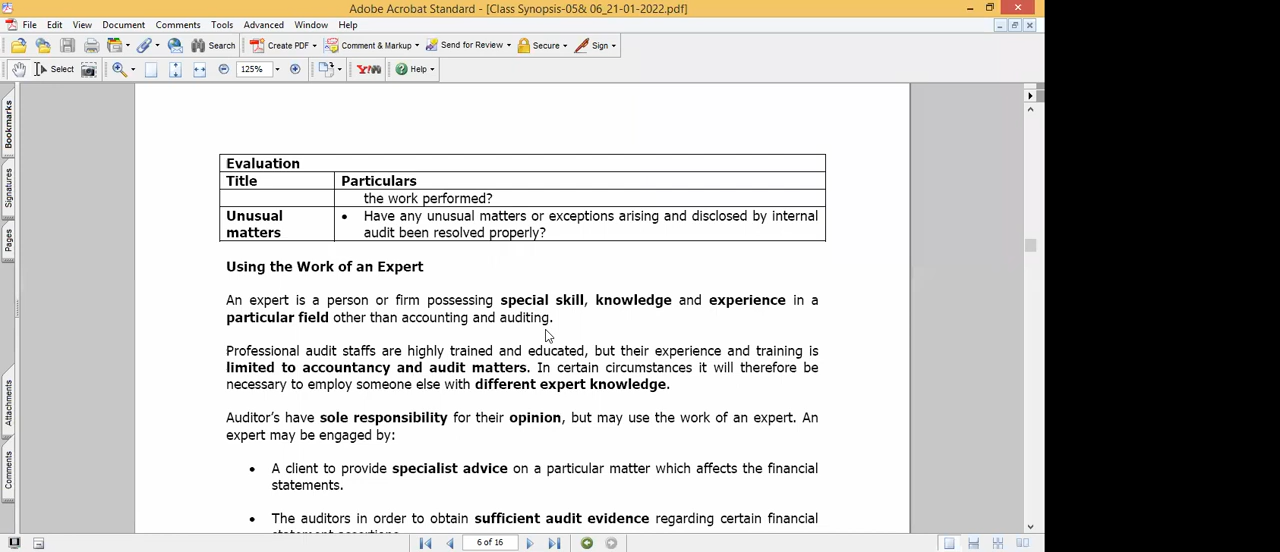 Adobe Acrobat Standard - [Class Synopsis-05& 06_21-01-2022.pdf]
File Edit View Document Comments Tools Advanced Window Help
Search Create PDF Comment & Markup Send for Review Secure Sign
Select 125% Y! Help
Bookmarks
Signatures
Pages
Attachments
Comments
Evaluation
Title Particulars
the work performed?
Unusual matters • Have any unusual matters or exceptions arising and disclosed by internal
audit been resolved properly?
Using the Work of an Expert
An expert is a person or firm possessing special skill, knowledge and experience in a
particular field other than accounting and auditing.
Professional audit staffs are highly trained and educated, but their experience and training is
limited to accountancy and audit matters. In certain circumstances it will therefore be
necessary to employ someone else with different expert knowledge.
Auditor's have sole responsibility for their opinion, but may use the work of an expert. An
expert may be engaged by:
• A client to provide specialist advice on a particular matter which affects the financial
statements.
• The auditors in order to obtain sufficient audit evidence regarding certain financial
statement assertions.
6 of 16